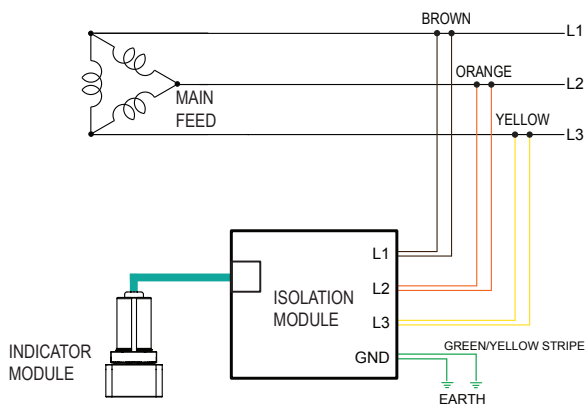 BROWN
L1
ORANGE
L2
MAIN
FEED
YELLOW
L3
L1
ISOLATION
MODULE
L2
L3
GND
GREEN/YELLOW STRIPE
INDICATOR
MODULE
EARTH